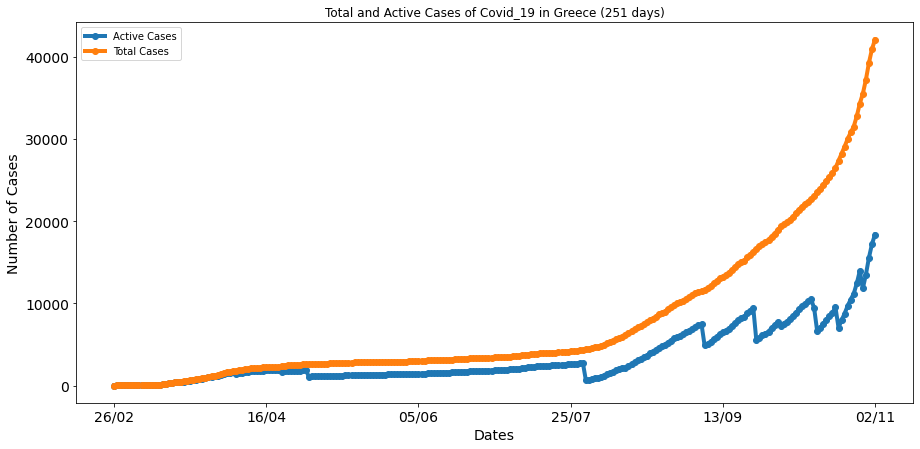 Total and Active Cases of Covid_19 in Greece (251 days)
Active Cases
Total Cases
40000
30000
20000
10000
0
Number of Cases
26/02 16/04 05/06 25/07 13/09 02/11
Dates